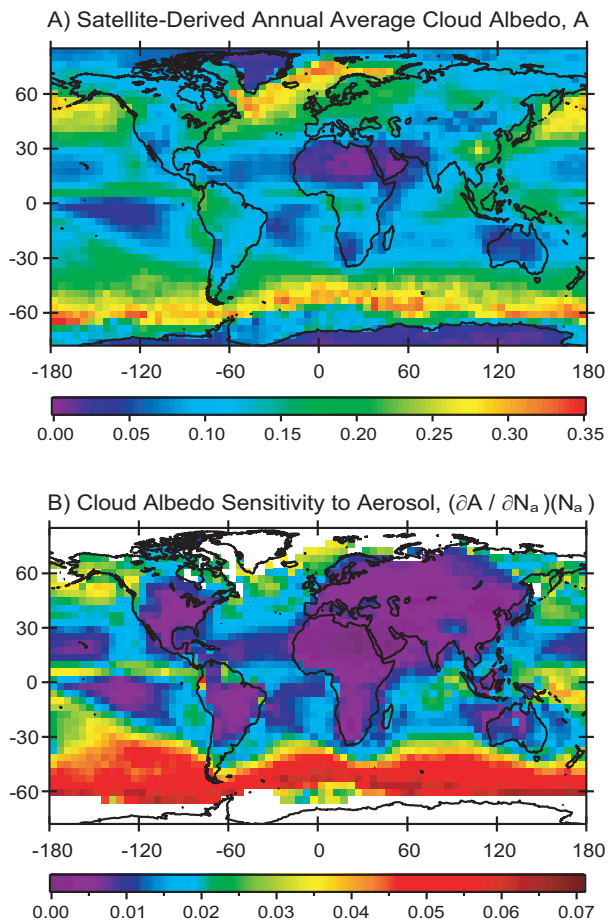 A) Satellite-Derived Annual Average Cloud Albedo, A
60
30
0
-30
-60
-180 -120 -60 0 60 120 180
0.00 0.05 0.10 0.15 0.20 0.25 0.30 0.35
B) Cloud Albedo Sensitivity to Aerosol, (∂A / ∂Nₐ)(Nₐ)
60
30
0
-30
-60
-180 -120 -60 0 60 120 180
0.00 0.01 0.02 0.03 0.04 0.05 0.06 0.07